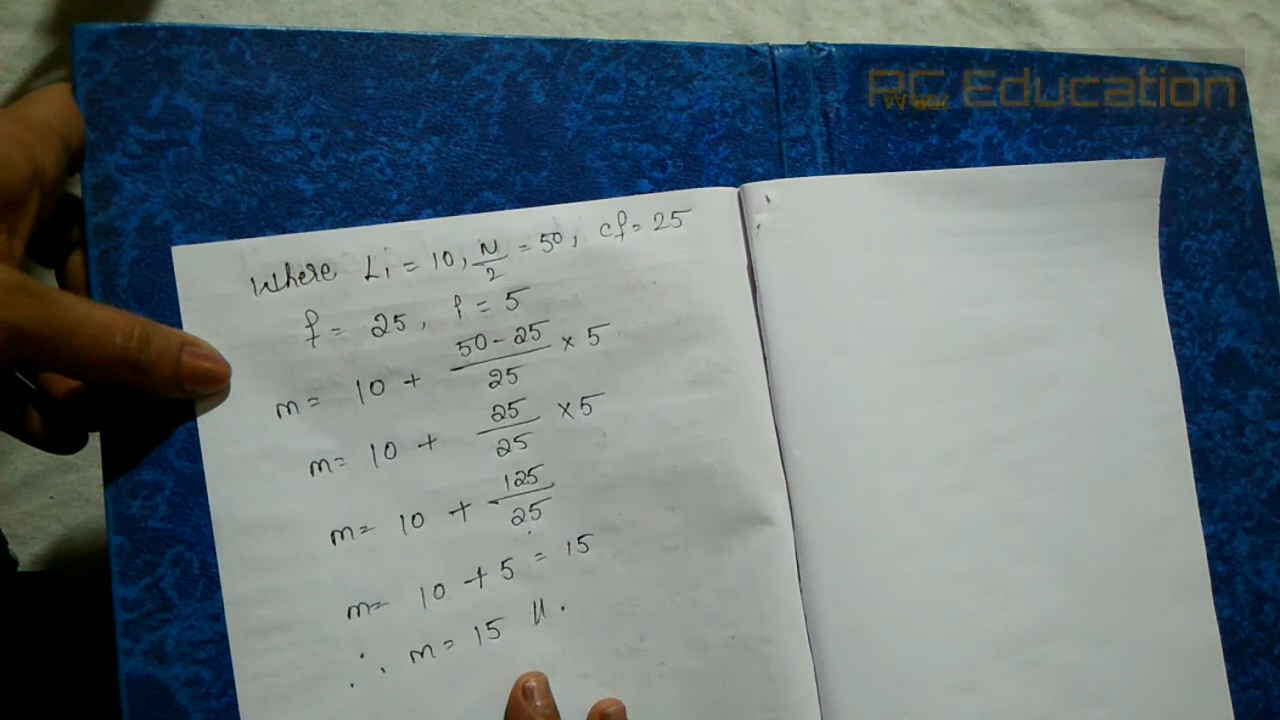 PC Education
Where L₁ = 10, N/2 = 50, cf = 25
f = 25, i = 5
m = 10 + (50-25)/25 × 5
m = 10 + 25/25 × 5
m = 10 + 125/25
m = 10 + 5 = 15
∴ m = 15 //.